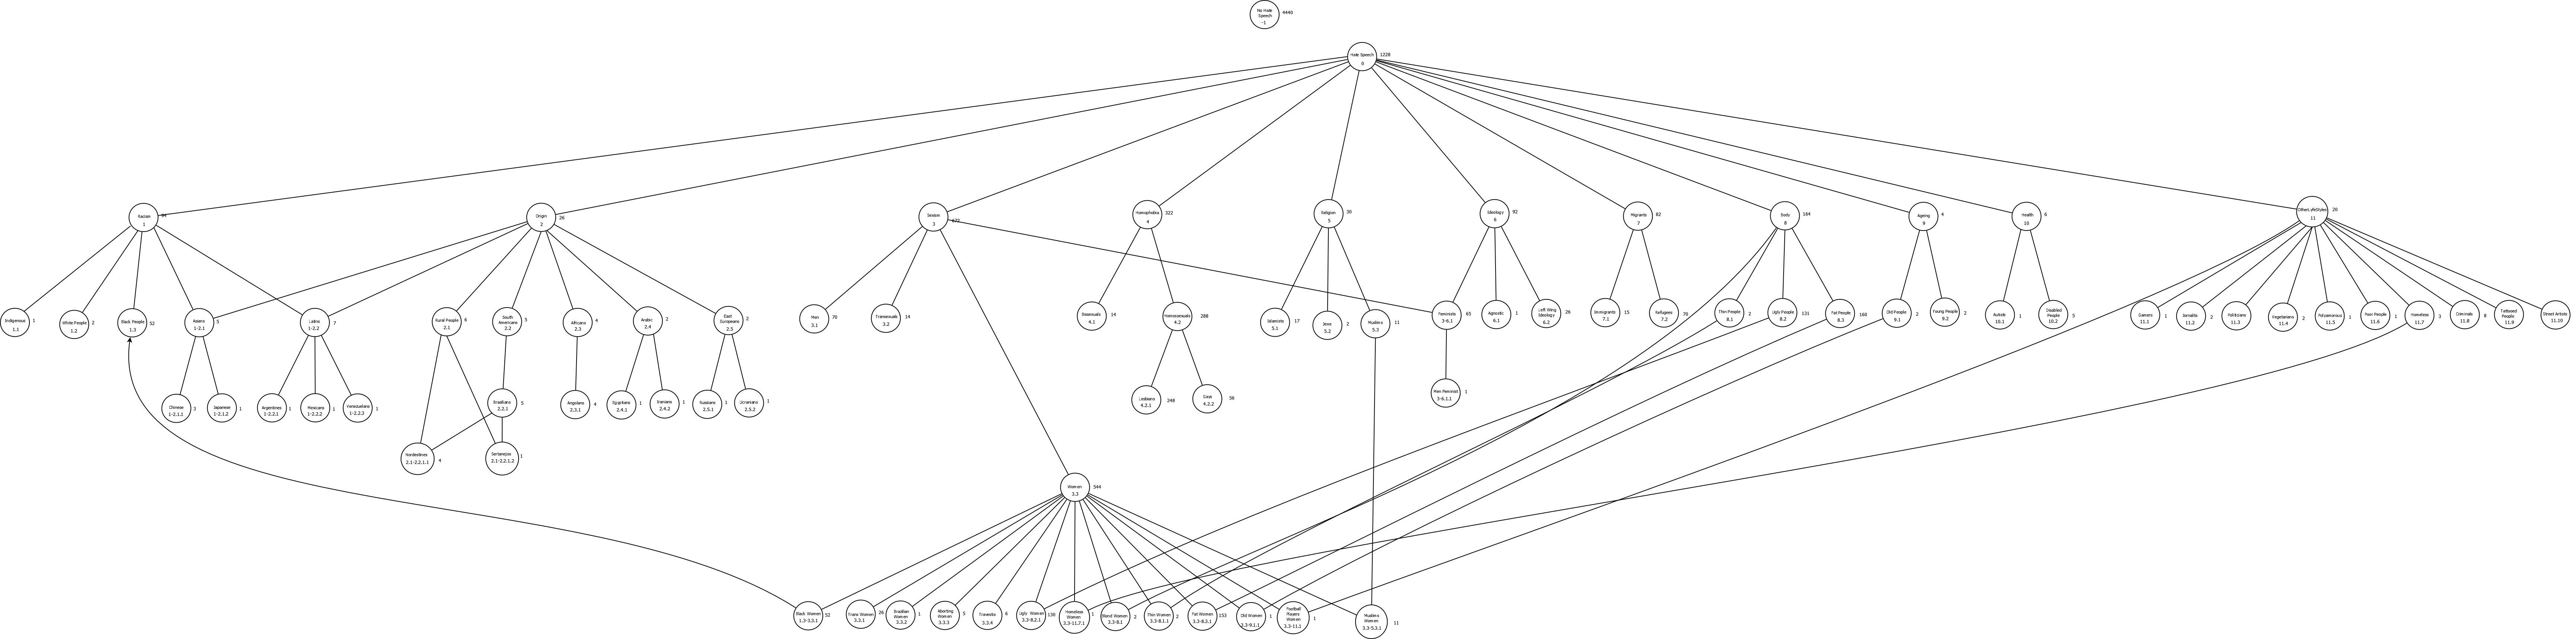 No Hate
Speech
-1
4440
Hate Speech
0
1228
Racism
1
94
Origin
2
26
Sexism
3
672
Homophobia
4
322
Religion
5
30
Ideology
6
92
Migrants
7
82
Body
8
164
Ageing
9
4
Health
10
6
OtherLyfeStyles
11
20
Indigenous
1.1
1
White People
1.2
2
Black People
1.3
52
Asians
1-2.1
5
Latins
1-2.2
7
Rural People
2.1
6
South
Americans
2.2
5
Africans
2.3
4
Arabic
2.4
2
East
Europeans
2.5
2
Men
3.1
70
Transexuals
3.2
14
Bissexuals
4.1
14
Homossexuals
4.2
288
Islamists
5.1
17
Jews
5.2
2
Muslims
5.3
11
Feminists
3-6.1
65
Agnostic
6.1
1
Left Wing
Ideology
6.2
26
Immigrants
7.1
15
Refugees
7.2
70
Thin People
8.1
2
Ugly People
8.2
131
Fat People
8.3
160
Old People
9.1
2
Young People
9.2
2
Autists
10.1
1
Disabled
People
10.2
5
Gamers
11.1
1
Jornalits
11.2
2
Politicians
11.3
1
Vegetarians
11.4
2
Polyamorous
11.5
1
Poor People
11.6
1
Homeless
11.7
3
Criminals
11.8
8
Tattooed
People
11.9
Street Artists
11.10
Chinese
1-2.1.1
3
Japannese
1-2.1.2
1
Argentines
1-2.2.1
1
Mexicans
1-2.2.2
1
Venezuelans
1-2.2.3
1
Brasilians
2.2.1
5
Angolans
2.3.1
4
Egyptians
2.4.1
1
Iranians
2.4.2
1
Russians
2.5.1
1
Ucranians
2.5.2
1
Lesbians
4.2.1
248
Gays
4.2.2
56
Men Feminist
3-6.1.1
1
Nordestines
2.1-2.2.1.1
4
Sertanejos
2.1-2.2.1.2
1
Women
3.3
544
Black Women
1.3-3.3.1
52
Trans Women
3.3.1
26
Brazilian
Women
3.3.2
1
Aborting
Women
3.3.3
5
Travestis
3.3.4
6
Ugly Women
3.3-8.2.1
130
Homeless
Women
3.3-11.7.1
1
Blond Women
3.3-8.1
2
Thin Women
3.3-8.1.1
2
Fat Women
3.3-8.3.1
153
Old Women
3.3-9.1.1
1
Football
Players
Women
3.3-11.1
1
Muslims
Women
3.3-5.3.1
11